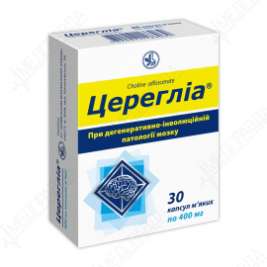 Choline alfoscerate
Церегліа®
При дегенеративно-інволюційній
патології мозку
30
капсул м'яких
по 400 мг